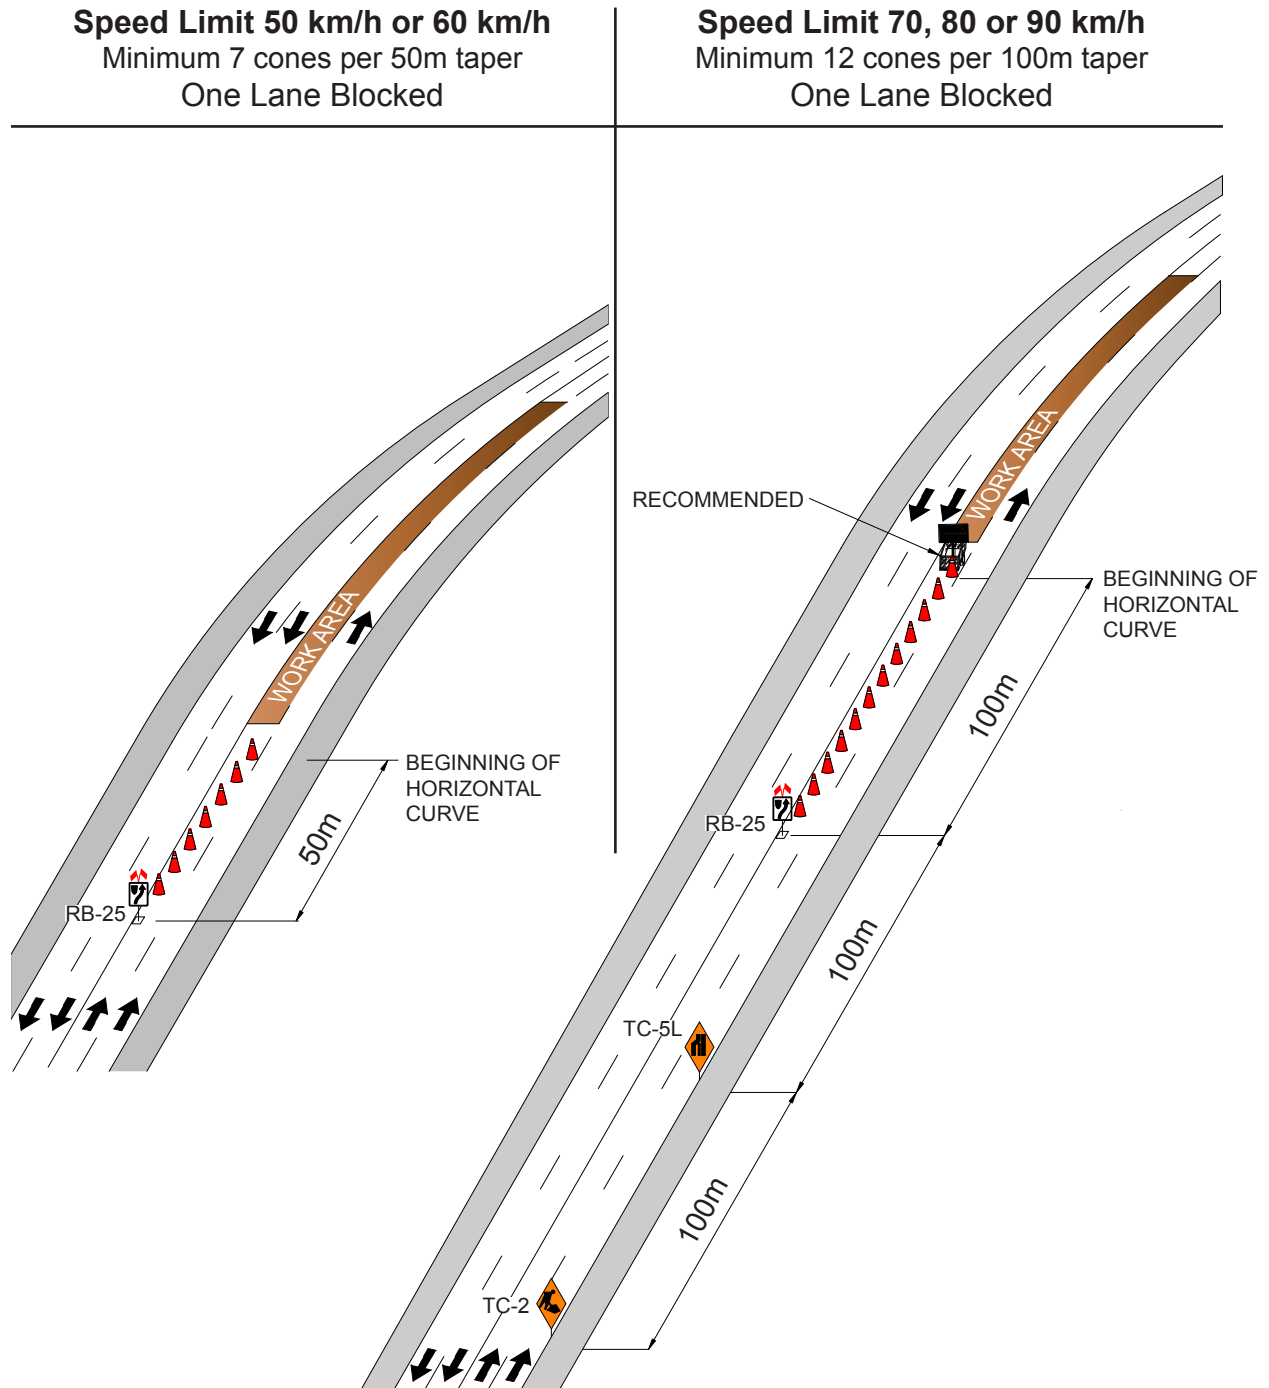 Speed Limit 50 km/h or 60 km/h
Minimum 7 cones per 50m taper
One Lane Blocked
WORK AREA
BEGINNING OF
HORIZONTAL
CURVE
50m
RB-25
Speed Limit 70, 80 or 90 km/h
Minimum 12 cones per 100m taper
One Lane Blocked
WORK AREA
RECOMMENDED
BEGINNING OF
HORIZONTAL
CURVE
100m
RB-25
100m
TC-5L
100m
TC-2